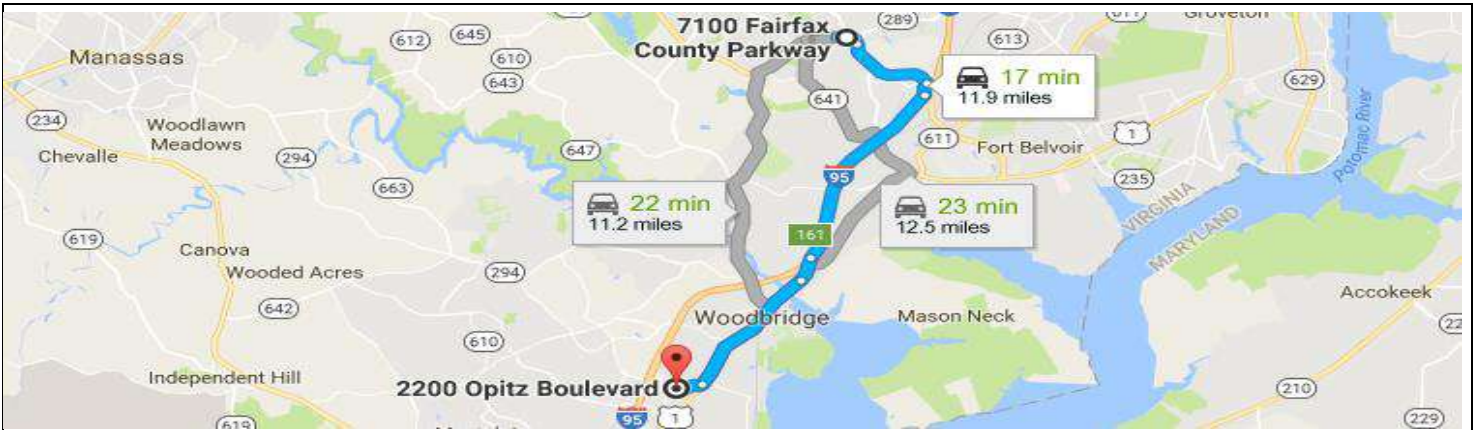 7100 Fairfax
County Parkway
289
612
645
613
Manassas
610
643
17 min
11.9 miles
629
641
234
Woodlawn
Meadows
1
611
Fort Belvoir
Potomac River
Chevalle
294
647
663
95
235
22 min
11.2 miles
23 min
12.5 miles
VIRGINIA
MARYLAND
161
619
Canova
Wooded Acres
294
Accokeek
642
Woodbridge
Mason Neck
610
Independent Hill
2200 Opitz Boulevard
210
95
1
229